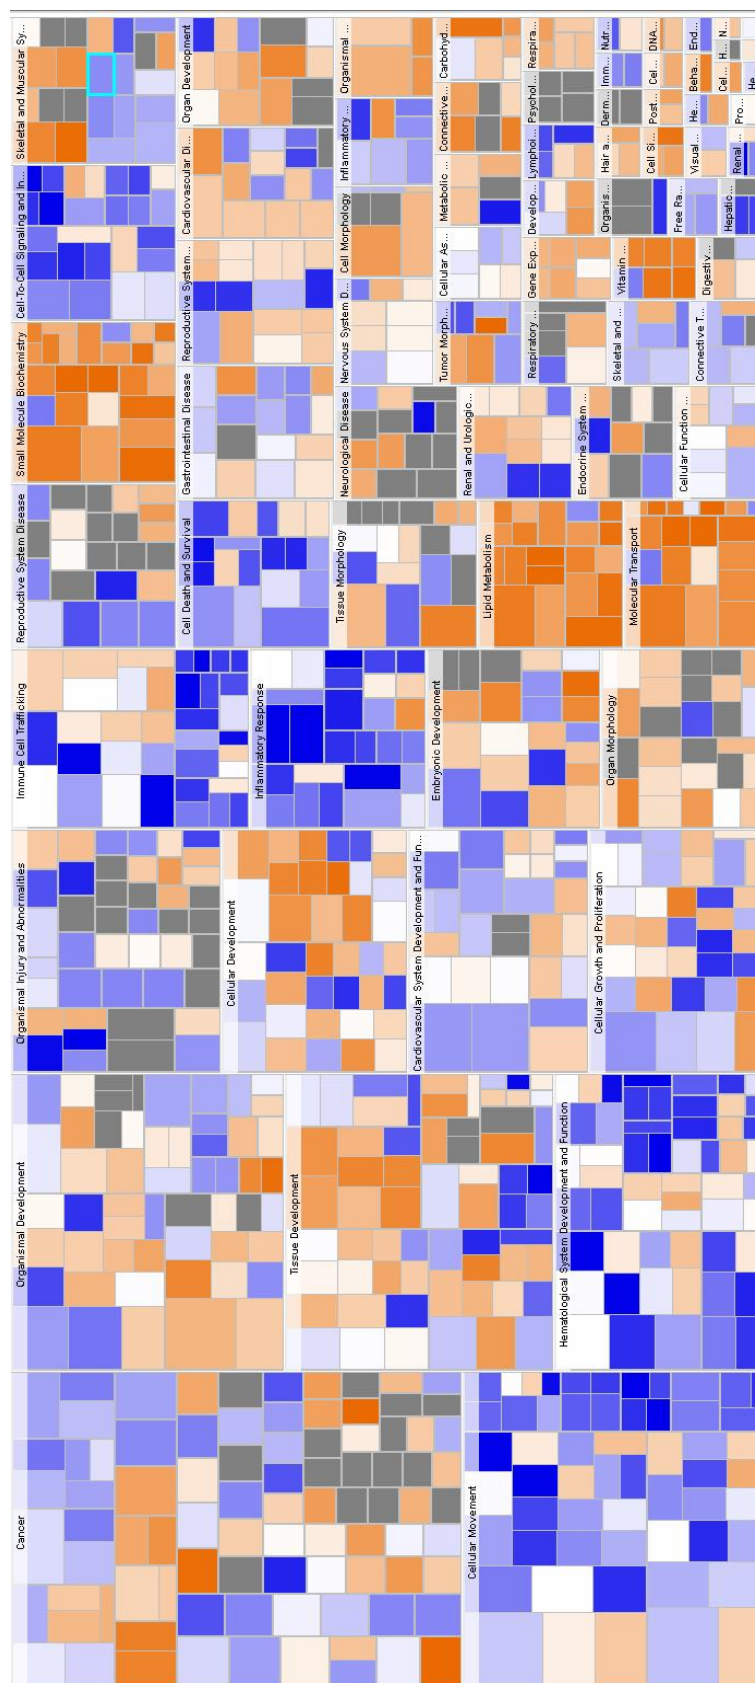 Skeletal and Muscular Sy...
Organ Development
Organismal ...
Carbohyd...
Respira...
Nutr...
DNA...
End...
N...
H...
Cell-To-Cell Signaling and In...
Cardiovascular Di...
Inflammatory ...
Connective...
Psychol...
Imm...
Cel...
Beha...
Cel...
He...
Derm...
Post...
He...
Pro...
Small Molecule Biochemistry
Reproductive System...
Cell Morphology
Metabolic ...
Lymphoi...
Hair a...
Cell Si...
Visual...
Renal ...
Gastrointestinal Disease
Nervous System D...
Cellular As...
Develop...
Organis...
Free Ra...
Hepatic...
Tumor Morph...
Gene Exp...
Vitamin ...
Digestiv...
Respiratory ...
Skeletal and ...
Connective T...
Neurological Disease
Renal and Urologic...
Endocrine System ...
Cellular Function ...
Reproductive System Disease
Cell Death and Survival
Tissue Morphology
Lipid Metabolism
Molecular Transport
Immune Cell Trafficking
Inflammatory Response
Embryonic Development
Organ Morphology
Organismal Injury and Abnormalities
Cellular Development
Cardiovascular System Development and Fun...
Cellular Growth and Proliferation
Organismal Development
Tissue Development
Hematological System Development and Function
Cancer
Cellular Movement